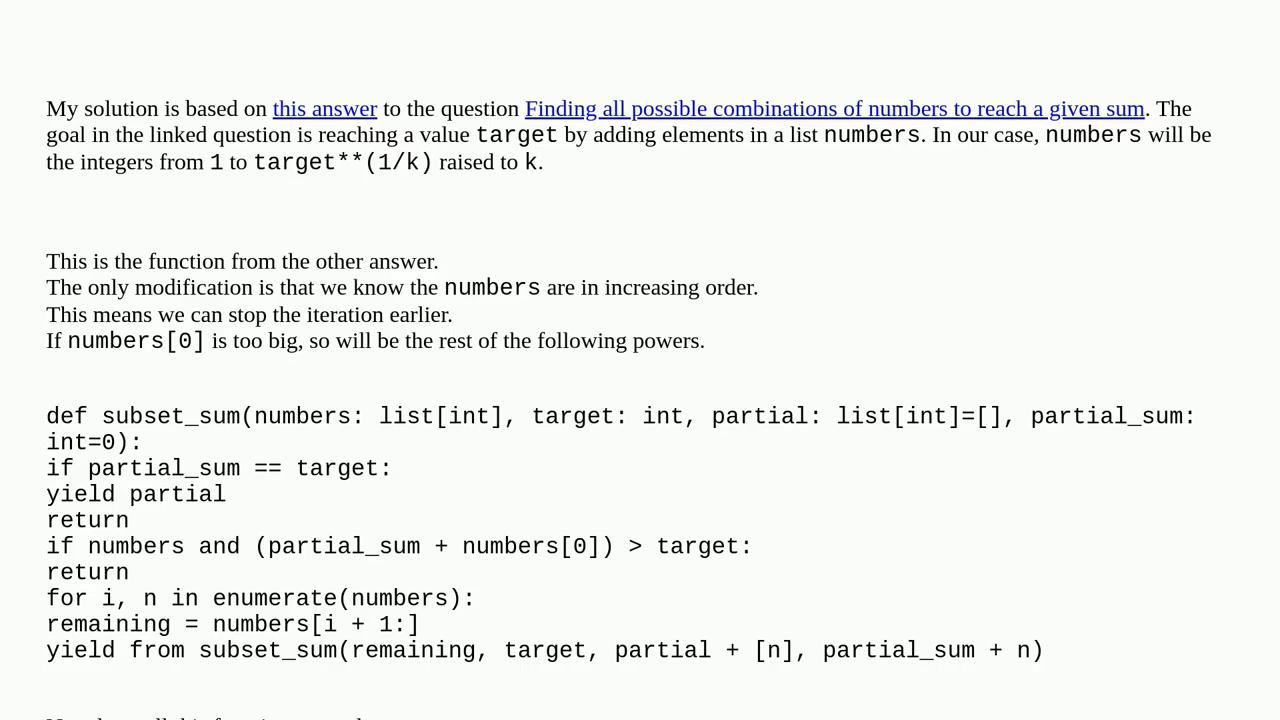 My solution is based on this answer to the question Finding all possible combinations of numbers to reach a given sum. The
goal in the linked question is reaching a value target by adding elements in a list numbers. In our case, numbers will be
the integers from 1 to target**(1/k) raised to k.
This is the function from the other answer.
The only modification is that we know the numbers are in increasing order.
This means we can stop the iteration earlier.
If numbers[0] is too big, so will be the rest of the following powers.
def subset_sum(numbers: list[int], target: int, partial: list[int]=[], partial_sum:
int=0):
if partial_sum == target:
yield partial
return
if numbers and (partial_sum + numbers[0]) > target:
return
for i, n in enumerate(numbers):
remaining = numbers[i + 1:]
yield from subset_sum(remaining, target, partial + [n], partial_sum + n)